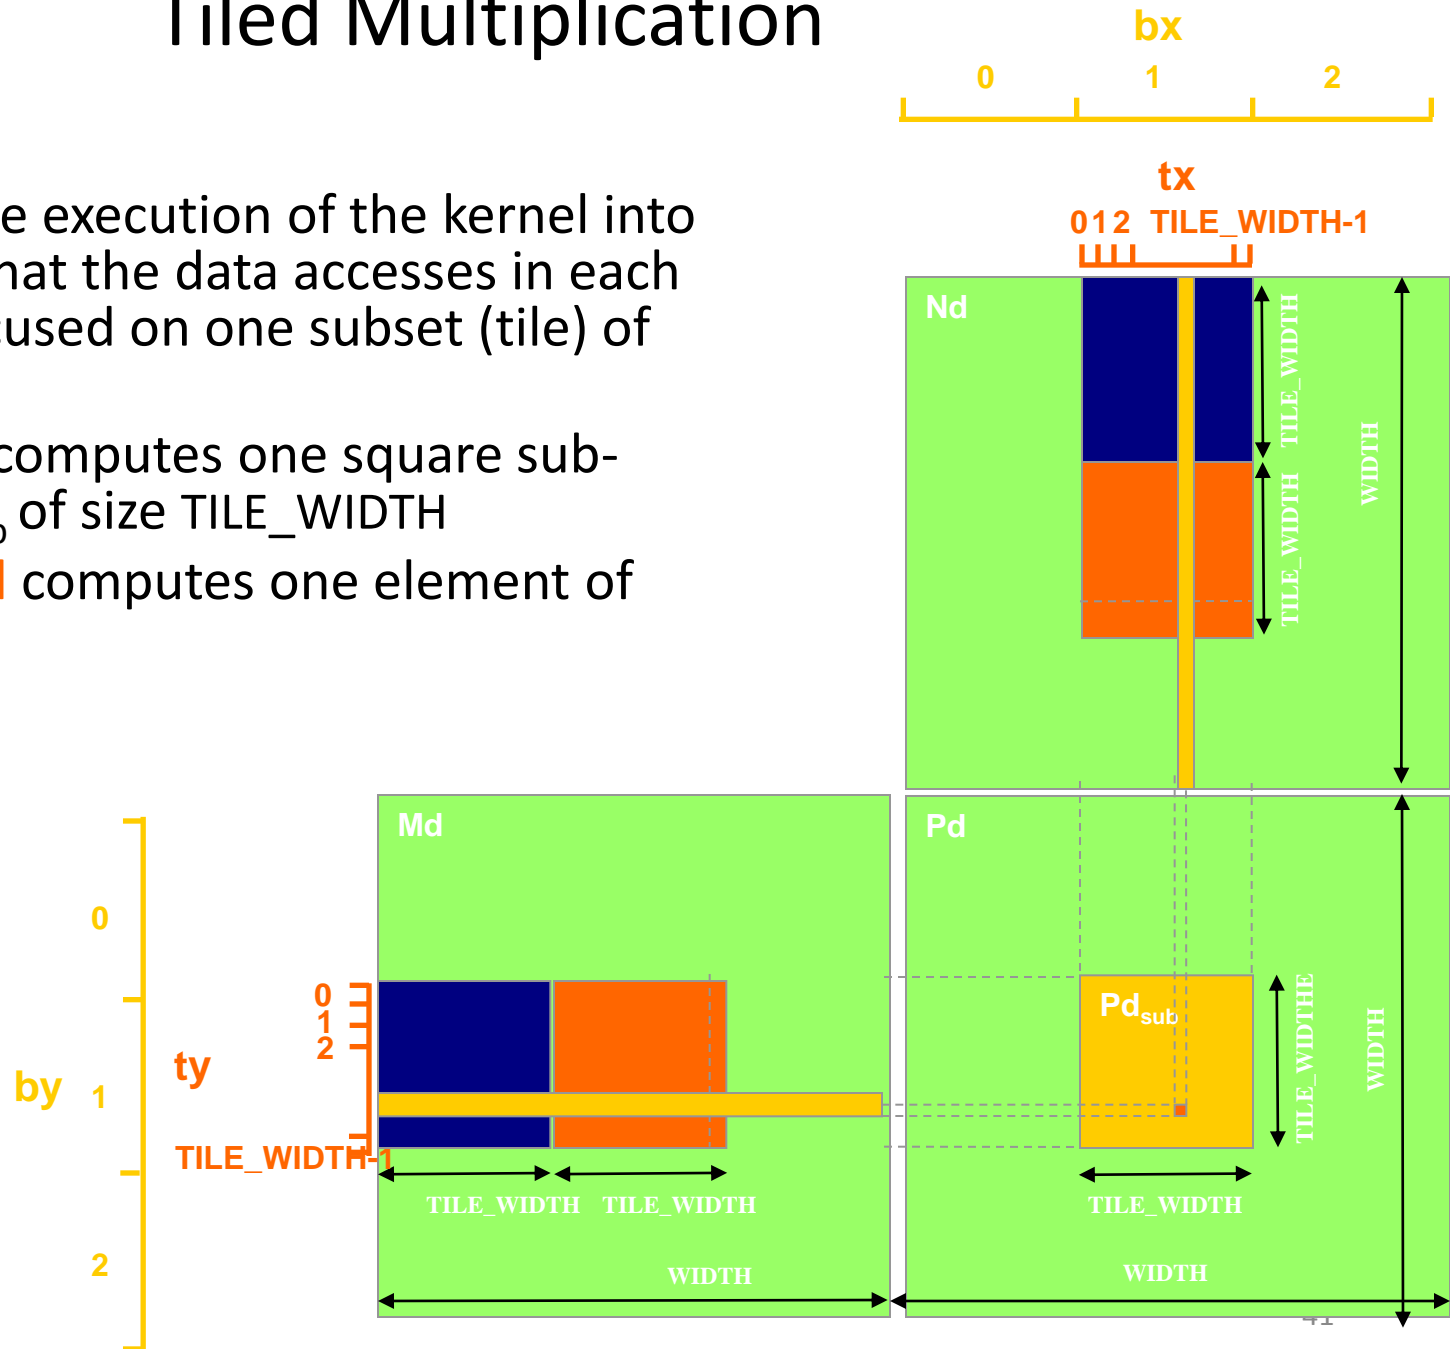 Tiled Multiplication
bx
0 1 2
tx
0 1 2 TILE_WIDTH-1
e execution of the kernel into
hat the data accesses in each
cused on one subset (tile) of
computes one square sub-
of size TILE_WIDTH
computes one element of
Nd
TILE_WIDTH
TILE_WIDTH
WIDTH
Md
Pd
by
0
1
2
ty
0
1
2
TILE_WIDTH-1
Pdsub
TILE_WIDTHE
WIDTH
TILE_WIDTH TILE_WIDTH
TILE_WIDTH
WIDTH
WIDTH
41